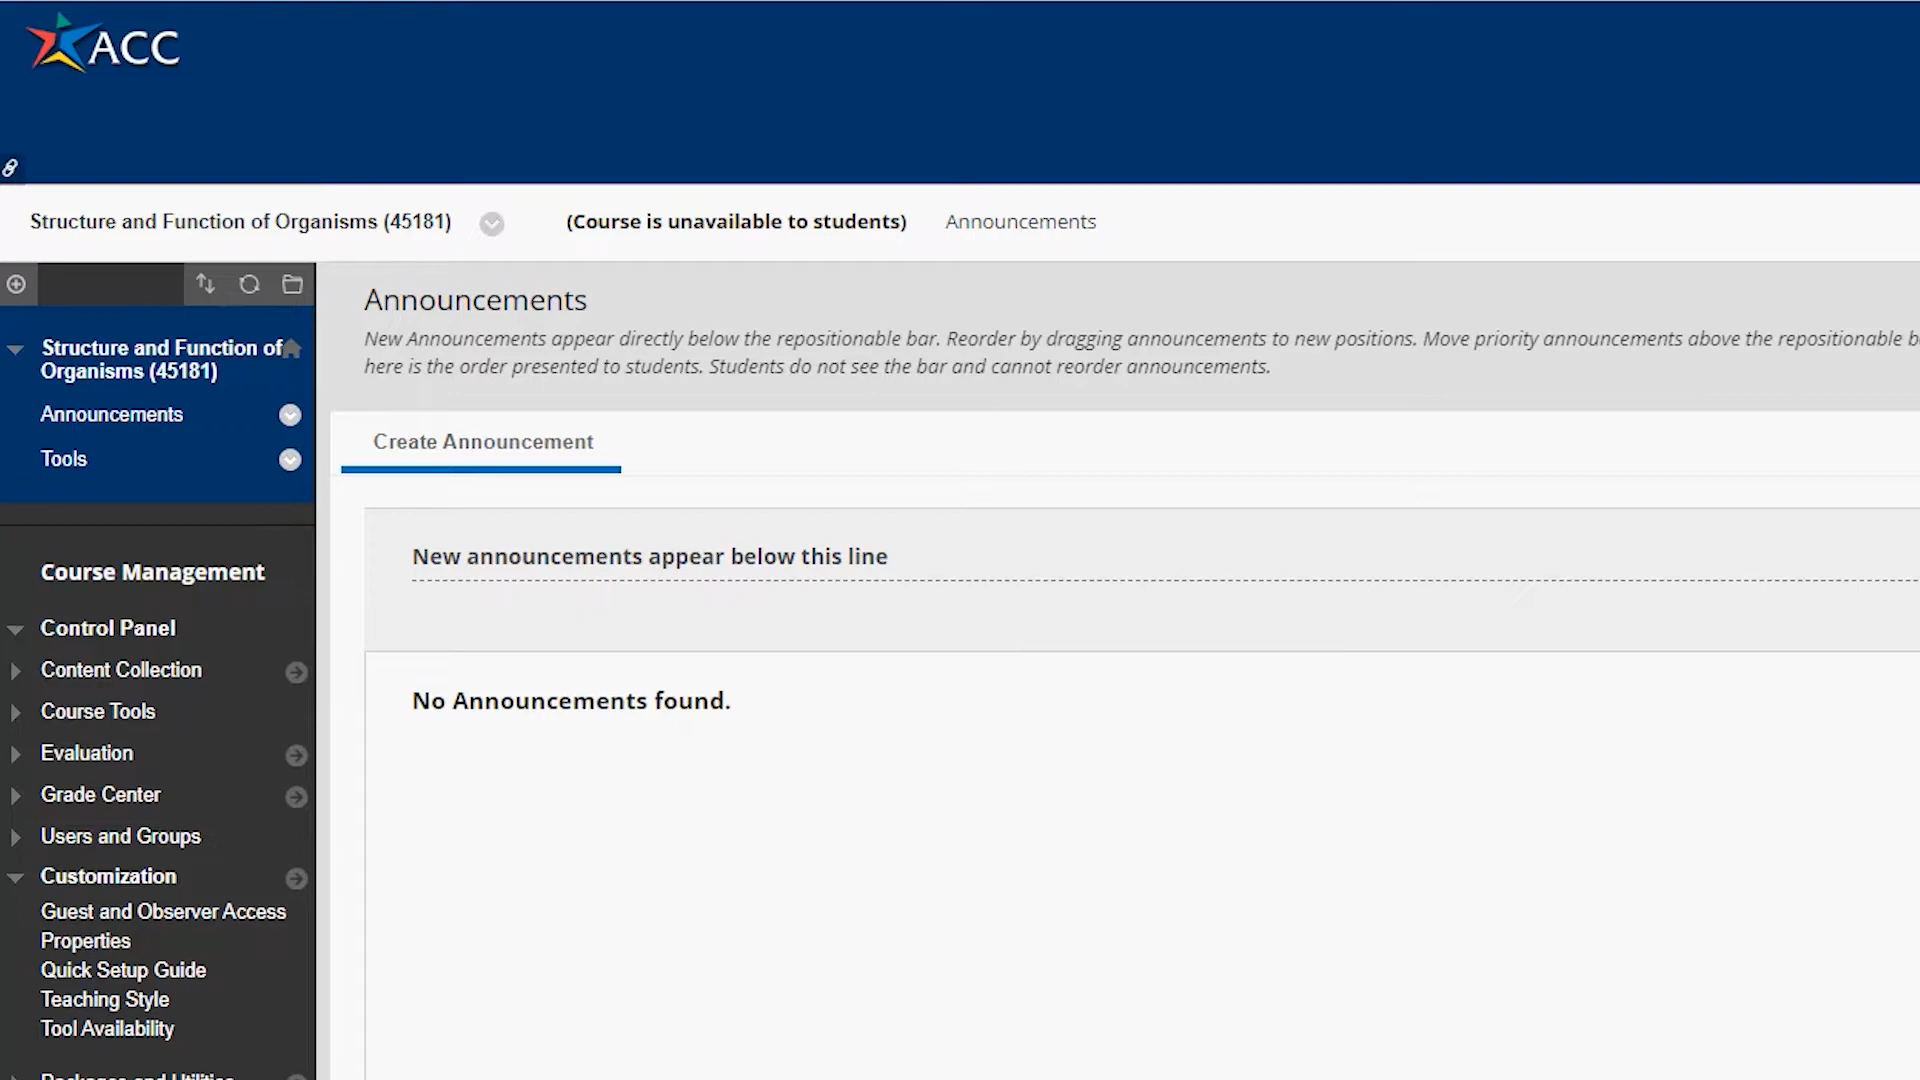 ACC
Structure and Function of Organisms (45181)
(Course is unavailable to students)
Announcements
Structure and Function of
Organisms (45181)
Announcements
Tools
Course Management
Control Panel
Content Collection
Course Tools
Evaluation
Grade Center
Users and Groups
Customization
Guest and Observer Access
Properties
Quick Setup Guide
Teaching Style
Tool Availability
Packages and Utilities
Announcements
New Announcements appear directly below the repositionable bar. Reorder by dragging announcements to new positions. Move priority announcements above the repositionable
here is the order presented to students. Students do not see the bar and cannot reorder announcements.
Create Announcement
New announcements appear below this line
No Announcements found.